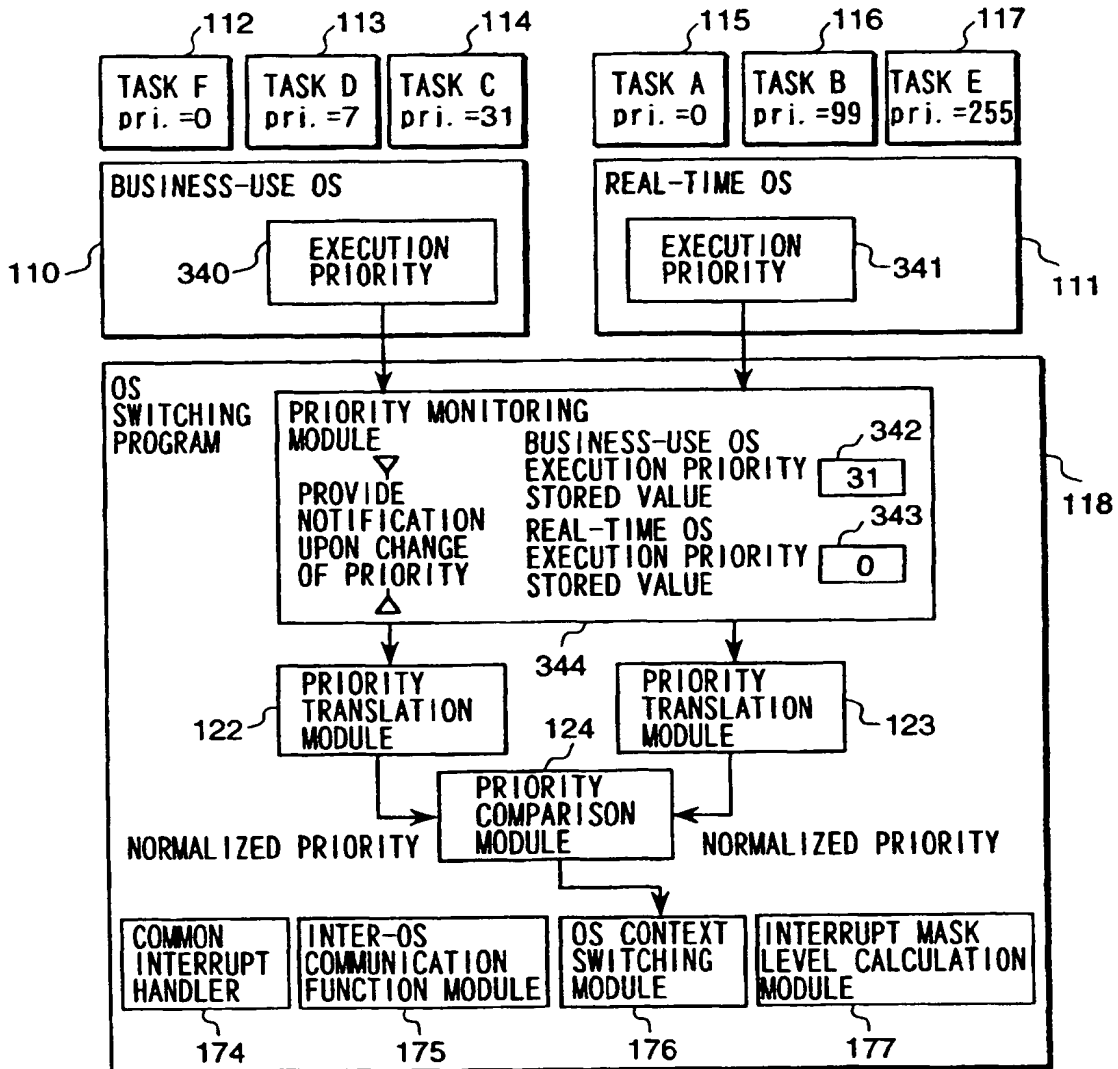 112
113
114
115
116
117
TASK F
pri.=0
TASK D
pri.=7
TASK C
pri.=31
TASK A
pri.=0
TASK B
pri.=99
TASK E
pri.=255
BUSINESS-USE OS
EXECUTION
PRIORITY
340
110
REAL-TIME OS
EXECUTION
PRIORITY
341
111
OS
SWITCHING
PROGRAM
118
PRIORITY MONITORING
MODULE
PROVIDE
NOTIFICATION
UPON CHANGE
OF PRIORITY
BUSINESS-USE OS
EXECUTION PRIORITY
STORED VALUE
342
31
REAL-TIME OS
EXECUTION PRIORITY
STORED VALUE
343
0
344
PRIORITY
TRANSLATION
MODULE
122
PRIORITY
TRANSLATION
MODULE
123
124
PRIORITY
COMPARISON
MODULE
NORMALIZED PRIORITY
NORMALIZED PRIORITY
COMMON
INTERRUPT
HANDLER
INTER-OS
COMMUNICATION
FUNCTION MODULE
OS CONTEXT
SWITCHING
MODULE
INTERRUPT MASK
LEVEL CALCULATION
MODULE
174
175
176
177